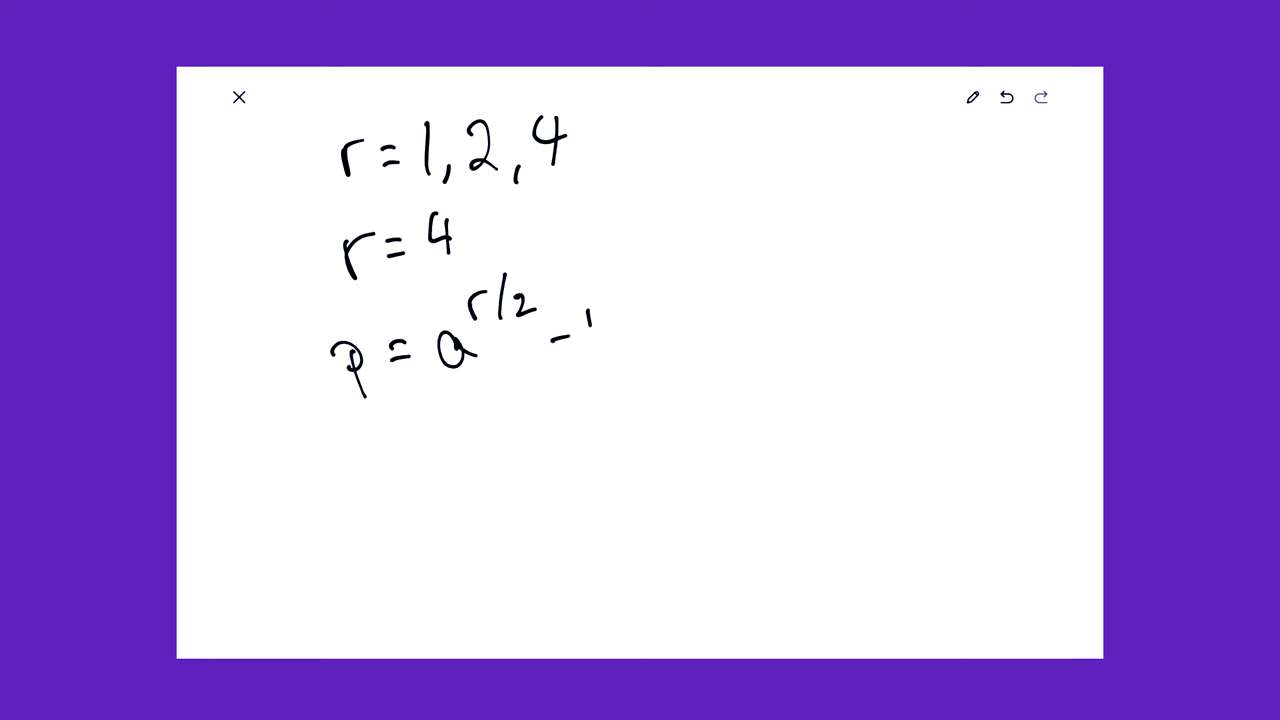 r = 1, 2, 4
r = 4
p = a^{r/2} - 1